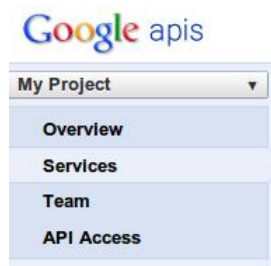 Google apis
My Project
Overview
Services
Team
API Access